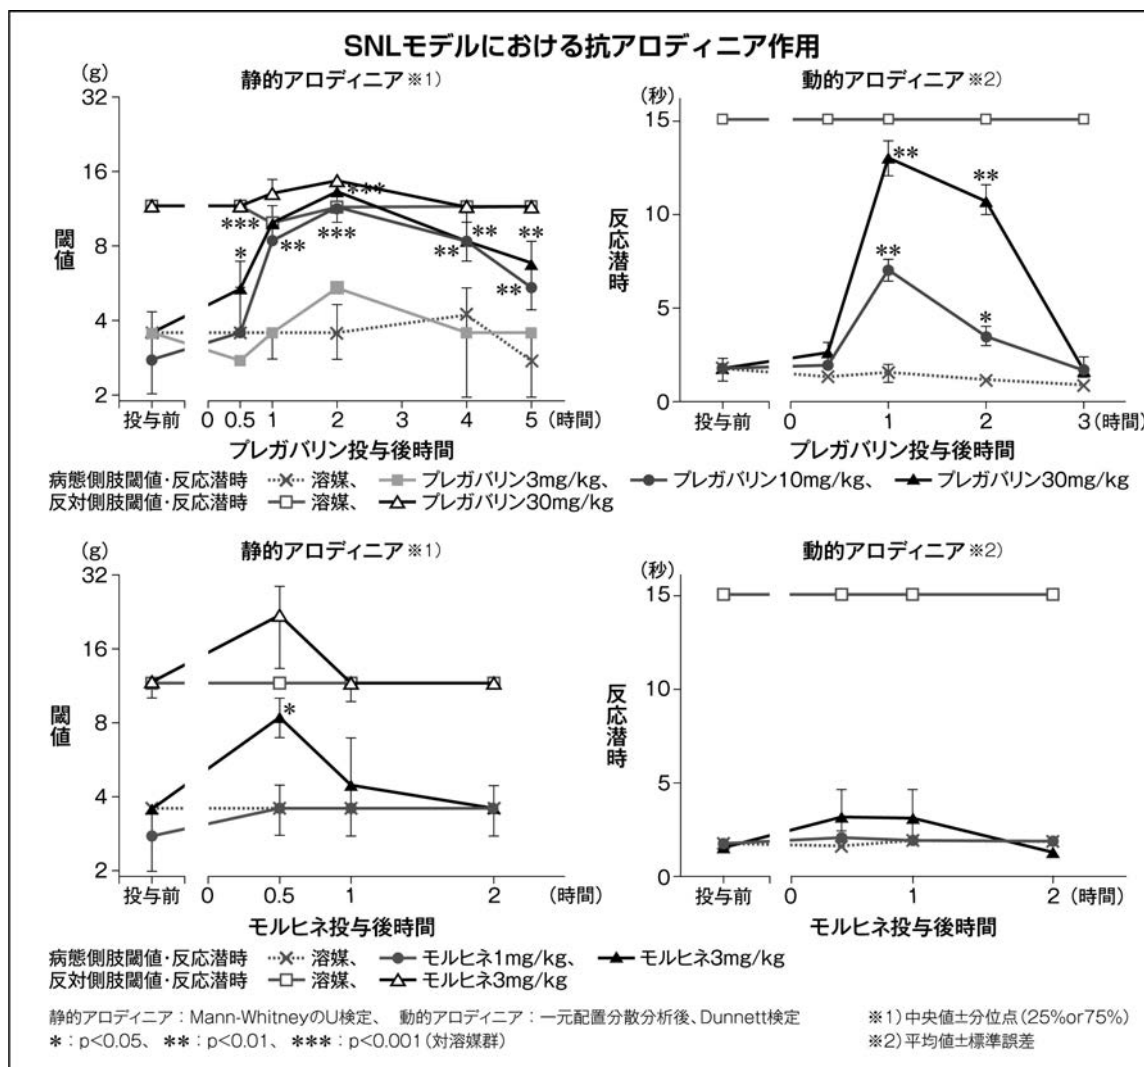 SNLモデルにおける抗アロディニア作用
静的アロディニア※1)
(g)
32
16
8
4
2
閾値
***
*
**
***
***
**
**
**
**
投与前 0 0.5 1 2 3 4 5 (時間)
プレガバリン投与後時間
動的アロディニア※2)
(秒)
15
10
5
0
反応潜時
**
**
**
*
投与前 0 1 2 3 (時間)
プレガバリン投与後時間
病態側肢閾値・反応潜時 溶媒、 プレガバリン3mg/kg、 プレガバリン10mg/kg、 プレガバリン30mg/kg
反対側肢閾値・反応潜時 溶媒、 プレガバリン30mg/kg
静的アロディニア※1)
(g)
32
16
8
4
2
閾値
*
投与前 0 0.5 1 2 (時間)
モルヒネ投与後時間
動的アロディニア※2)
(秒)
15
10
5
0
反応潜時
投与前 0 1 2 (時間)
モルヒネ投与後時間
病態側肢閾値・反応潜時 溶媒、 モルヒネ1mg/kg、 モルヒネ3mg/kg
反対側肢閾値・反応潜時 溶媒、 モルヒネ3mg/kg
静的アロディニア：Mann-WhitneyのU検定、 動的アロディニア：一元配置分散分析後、Dunnett検定
*：p<0.05、 **：p<0.01、 ***：p<0.001(対溶媒群)
※1)中央値±分位点(25%or75%)
※2)平均値±標準誤差